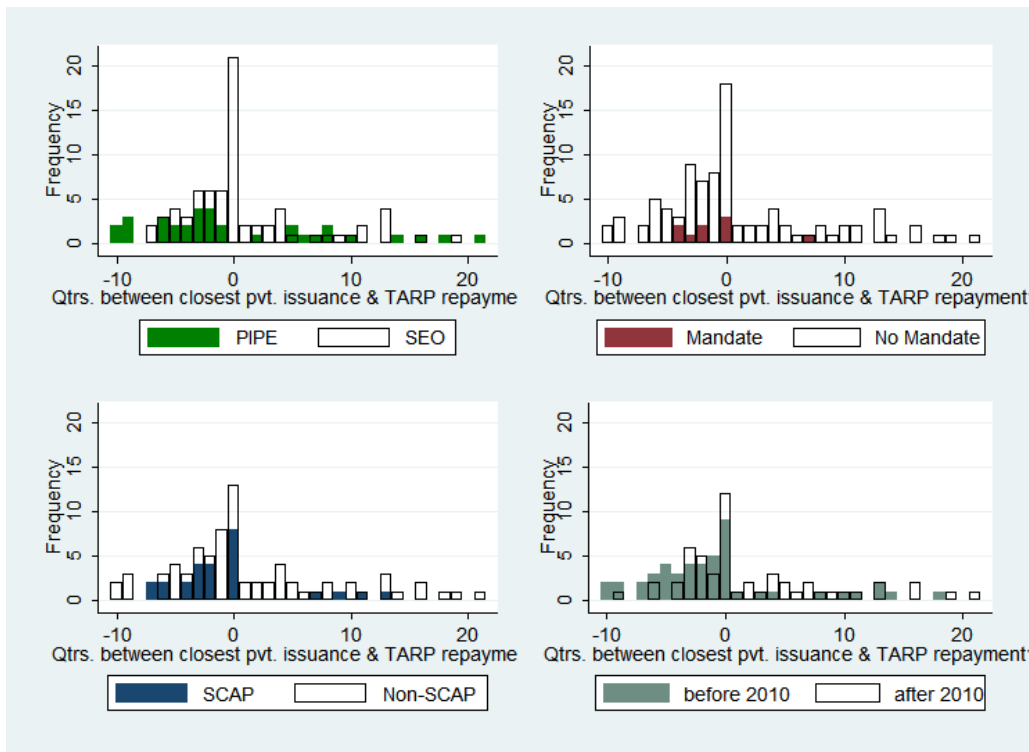 Frequency
20
15
10
5
0
-10 0 10 20
Qtrs. between closest pvt. issuance & TARP repayme
PIPE SEO
Frequency
20
15
10
5
0
-10 0 10 20
Qtrs. between closest pvt. issuance & TARP repayment
Mandate No Mandate
Frequency
20
15
10
5
0
-10 0 10 20
Qtrs. between closest pvt. issuance & TARP repayme
SCAP Non-SCAP
Frequency
20
15
10
5
0
-10 0 10 20
Qtrs. between closest pvt. issuance & TARP repayment
before 2010 after 2010